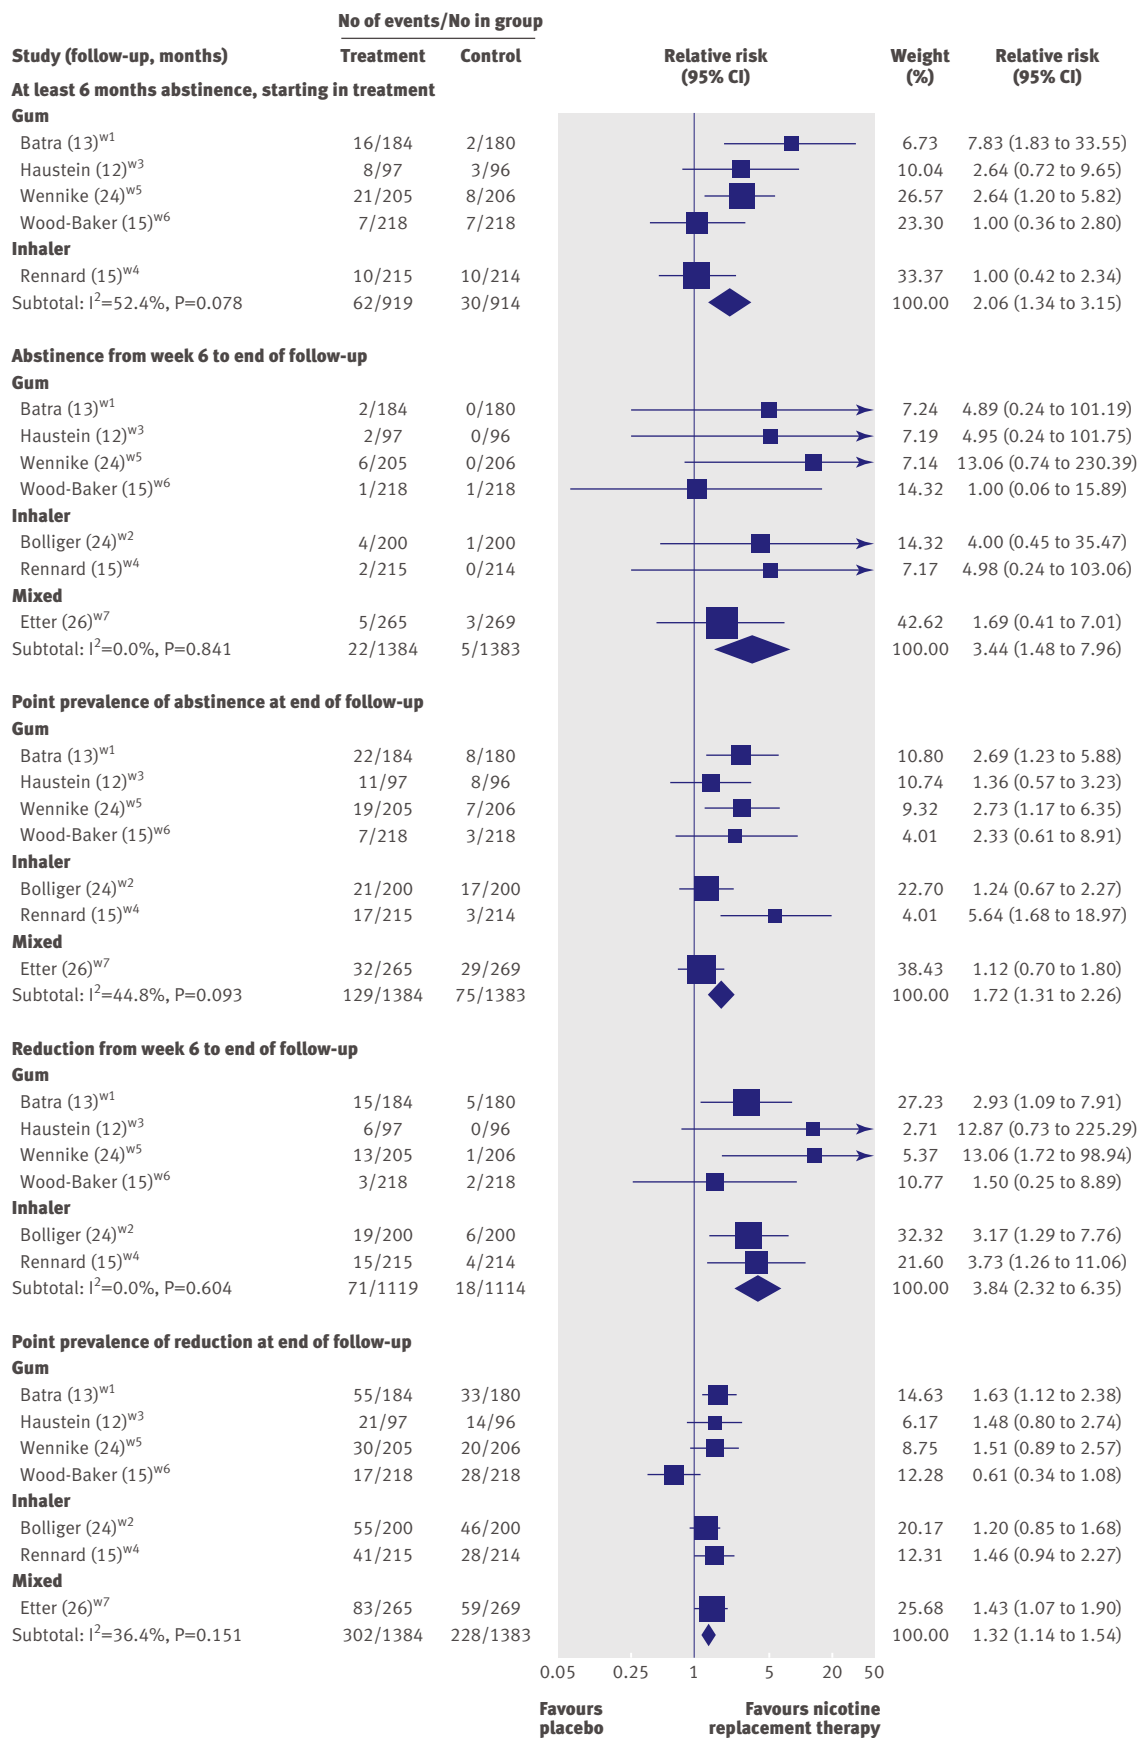 No of events/No in group
Study (follow-up, months) Treatment Control Relative risk (95% CI) Weight (%) Relative risk (95% CI)
At least 6 months abstinence, starting in treatment
Gum
Batra (13)w1 16/184 2/180 6.73 7.83 (1.83 to 33.55)
Haustein (12)w3 8/97 3/96 10.04 2.64 (0.72 to 9.65)
Wennike (24)w5 21/205 8/206 26.57 2.64 (1.20 to 5.82)
Wood-Baker (15)w6 7/218 7/218 23.30 1.00 (0.36 to 2.80)
Inhaler
Rennard (15)w4 10/215 10/214 33.37 1.00 (0.42 to 2.34)
Subtotal: I2=52.4%, P=0.078 62/919 30/914 100.00 2.06 (1.34 to 3.15)
Abstinence from week 6 to end of follow-up
Gum
Batra (13)w1 2/184 0/180 7.24 4.89 (0.24 to 101.19)
Haustein (12)w3 2/97 0/96 7.19 4.95 (0.24 to 101.75)
Wennike (24)w5 6/205 0/206 7.14 13.06 (0.74 to 230.39)
Wood-Baker (15)w6 1/218 1/218 14.32 1.00 (0.06 to 15.89)
Inhaler
Bolliger (24)w2 4/200 1/200 14.32 4.00 (0.45 to 35.47)
Rennard (15)w4 2/215 0/214 7.17 4.98 (0.24 to 103.06)
Mixed
Etter (26)w7 5/265 3/269 42.62 1.69 (0.41 to 7.01)
Subtotal: I2=0.0%, P=0.841 22/1384 5/1383 100.00 3.44 (1.48 to 7.96)
Point prevalence of abstinence at end of follow-up
Gum
Batra (13)w1 22/184 8/180 10.80 2.69 (1.23 to 5.88)
Haustein (12)w3 11/97 8/96 10.74 1.36 (0.57 to 3.23)
Wennike (24)w5 19/205 7/206 9.32 2.73 (1.17 to 6.35)
Wood-Baker (15)w6 7/218 3/218 4.01 2.33 (0.61 to 8.91)
Inhaler
Bolliger (24)w2 21/200 17/200 22.70 1.24 (0.67 to 2.27)
Rennard (15)w4 17/215 3/214 4.01 5.64 (1.68 to 18.97)
Mixed
Etter (26)w7 32/265 29/269 38.43 1.12 (0.70 to 1.80)
Subtotal: I2=44.8%, P=0.093 129/1384 75/1383 100.00 1.72 (1.31 to 2.26)
Reduction from week 6 to end of follow-up
Gum
Batra (13)w1 15/184 5/180 27.23 2.93 (1.09 to 7.91)
Haustein (12)w3 6/97 0/96 2.71 12.87 (0.73 to 225.29)
Wennike (24)w5 13/205 1/206 5.37 13.06 (1.72 to 98.94)
Wood-Baker (15)w6 3/218 2/218 10.77 1.50 (0.25 to 8.89)
Inhaler
Bolliger (24)w2 19/200 6/200 32.32 3.17 (1.29 to 7.76)
Rennard (15)w4 15/215 4/214 21.60 3.73 (1.26 to 11.06)
Subtotal: I2=0.0%, P=0.604 71/1119 18/1114 100.00 3.84 (2.32 to 6.35)
Point prevalence of reduction at end of follow-up
Gum
Batra (13)w1 55/184 33/180 14.63 1.63 (1.12 to 2.38)
Haustein (12)w3 21/97 14/96 6.17 1.48 (0.80 to 2.74)
Wennike (24)w5 30/205 20/206 8.75 1.51 (0.89 to 2.57)
Wood-Baker (15)w6 17/218 28/218 12.28 0.61 (0.34 to 1.08)
Inhaler
Bolliger (24)w2 55/200 46/200 20.17 1.20 (0.85 to 1.68)
Rennard (15)w4 41/215 28/214 12.31 1.46 (0.94 to 2.27)
Mixed
Etter (26)w7 83/265 59/269 25.68 1.43 (1.07 to 1.90)
Subtotal: I2=36.4%, P=0.151 302/1384 228/1383 100.00 1.32 (1.14 to 1.54)
0.05 0.25 1 5 20 50
Favours placebo Favours nicotine replacement therapy